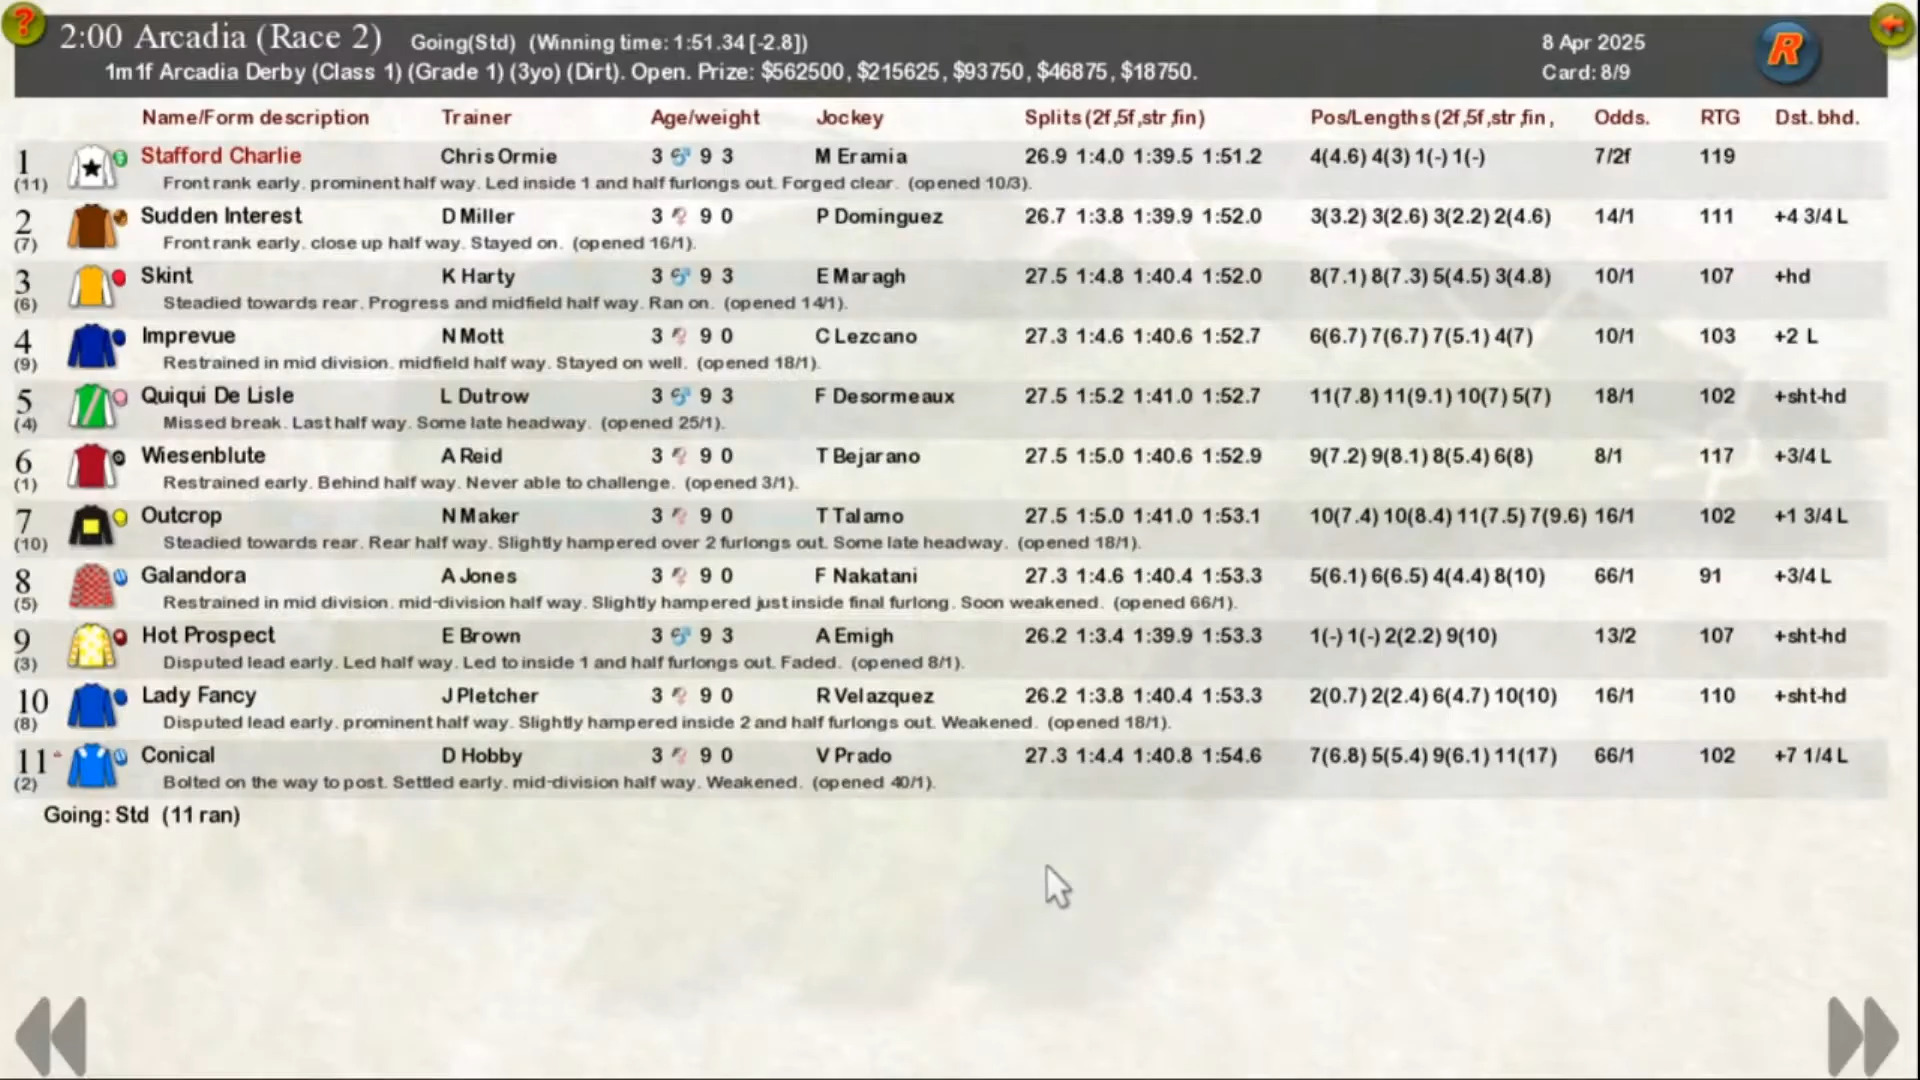 ?
2:00 Arcadia (Race 2) Going(Std) (Winning time: 1:51.34 [-2.8]) 8 Apr 2025
1m1f Arcadia Derby (Class 1) (Grade 1) (3yo) (Dirt). Open. Prize: $562500, $215625, $93750, $46875, $18750. Card: 8/9
R
Name/Form description Trainer Age/weight Jockey Splits (2f,5f,str,fin) Pos/Lengths (2f,5f,str,fin, Odds. RTG Dst. bhd.
1 Stafford Charlie Chris Ormie 3 9 3 M Eramia 26.9 1:4.0 1:39.5 1:51.2 4(4.6) 4(3) 1(-) 1(-) 7/2f 119
(11) Front rank early. prominent half way. Led inside 1 and half furlongs out. Forged clear. (opened 10/3).
2 Sudden Interest D Miller 3 9 0 P Dominguez 26.7 1:3.8 1:39.9 1:52.0 3(3.2) 3(2.6) 3(2.2) 2(4.6) 14/1 111 +4 3/4 L
(7) Front rank early. close up half way. Stayed on. (opened 16/1).
3 Skint K Harty 3 9 3 E Maragh 27.5 1:4.8 1:40.4 1:52.0 8(7.1) 8(7.3) 5(4.5) 3(4.8) 10/1 107 +hd
(6) Steadied towards rear. Progress and midfield half way. Ran on. (opened 14/1).
4 Imprevue N Mott 3 9 0 C Lezcano 27.3 1:4.6 1:40.6 1:52.7 6(6.7) 7(6.7) 7(5.1) 4(7) 10/1 103 +2 L
(9) Restrained in mid division. midfield half way. Stayed on well. (opened 18/1).
5 Quiqui De Lisle L Dutrow 3 9 3 F Desormeaux 27.5 1:5.2 1:41.0 1:52.7 11(7.8) 11(9.1) 10(7) 5(7) 18/1 102 +sht-hd
(4) Missed break. Last half way. Some late headway. (opened 25/1).
6 Wiesenblute A Reid 3 9 0 T Bejarano 27.5 1:5.0 1:40.6 1:52.9 9(7.2) 9(8.1) 8(5.4) 6(8) 8/1 117 +3/4 L
(1) Restrained early. Behind half way. Never able to challenge. (opened 3/1).
7 Outcrop N Maker 3 9 0 T Talamo 27.5 1:5.0 1:41.0 1:53.1 10(7.4) 10(8.4) 11(7.5) 7(9.6) 16/1 102 +1 3/4 L
(10) Steadied towards rear. Rear half way. Slightly hampered over 2 furlongs out. Some late headway. (opened 18/1).
8 Galandora A Jones 3 9 0 F Nakatani 27.3 1:4.6 1:40.4 1:53.3 5(6.1) 6(6.5) 4(4.4) 8(10) 66/1 91 +3/4 L
(5) Restrained in mid division. mid-division half way. Slightly hampered just inside final furlong. Soon weakened. (opened 66/1).
9 Hot Prospect E Brown 3 9 3 A Emigh 26.2 1:3.4 1:39.9 1:53.3 1(-) 1(-) 2(2.2) 9(10) 13/2 107 +sht-hd
(3) Disputed lead early. Led half way. Led to inside 1 and half furlongs out. Faded. (opened 8/1).
10 Lady Fancy J Pletcher 3 9 0 R Velazquez 26.2 1:3.8 1:40.4 1:53.3 2(0.7) 2(2.4) 6(4.7) 10(10) 16/1 110 +sht-hd
(8) Disputed lead early. prominent half way. Slightly hampered inside 2 and half furlongs out. Weakened. (opened 18/1).
11 Conical D Hobby 3 9 0 V Prado 27.3 1:4.4 1:40.8 1:54.6 7(6.8) 5(5.4) 9(6.1) 11(17) 66/1 102 +7 1/4 L
(2) Bolted on the way to post. Settled early. mid-division half way. Weakened. (opened 40/1).
Going: Std (11 ran)